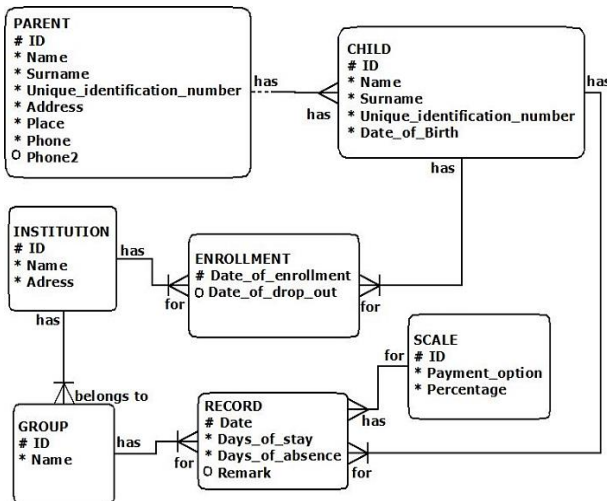 PARENT
# ID
* Name
* Surname
* Unique_identification_number
* Address
* Place
* Phone
O Phone2
has
has
CHILD
# ID
* Name
* Surname
* Unique_identification_number
* Date_of_Birth
has
has
INSTITUTION
# ID
* Name
* Adress
has
has
for
ENROLLMENT
# Date_of_enrollment
O Date_of_drop_out
for
belongs to
GROUP
# ID
* Name
has
for
RECORD
# Date
* Days_of_stay
* Days_of_absence
O Remark
has
for
for
SCALE
# ID
* Payment_option
* Percentage